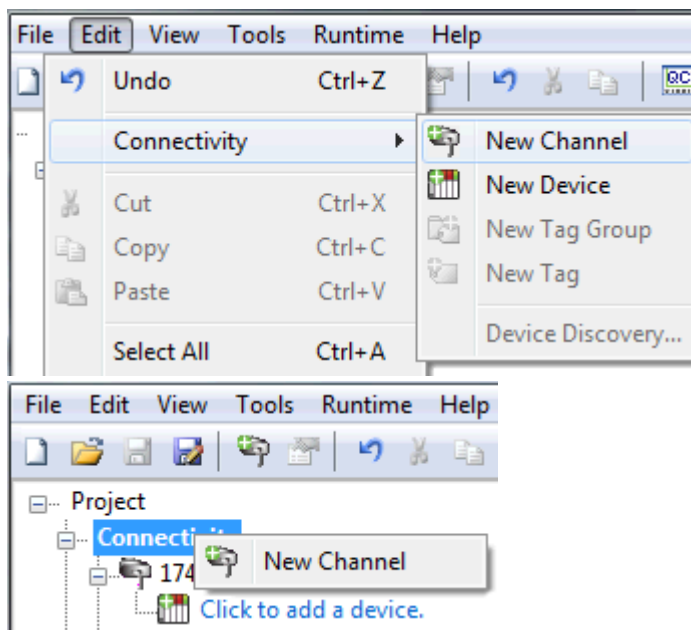 File Edit View Tools Runtime Help
QC
Undo Ctrl+Z
Connectivity
New Channel
New Device
Cut Ctrl+X
New Tag Group
Copy Ctrl+C
New Tag
Paste Ctrl+V
Device Discovery...
Select All Ctrl+A
File Edit View Tools Runtime Help
Project
New Channel
174
Click to add a device.